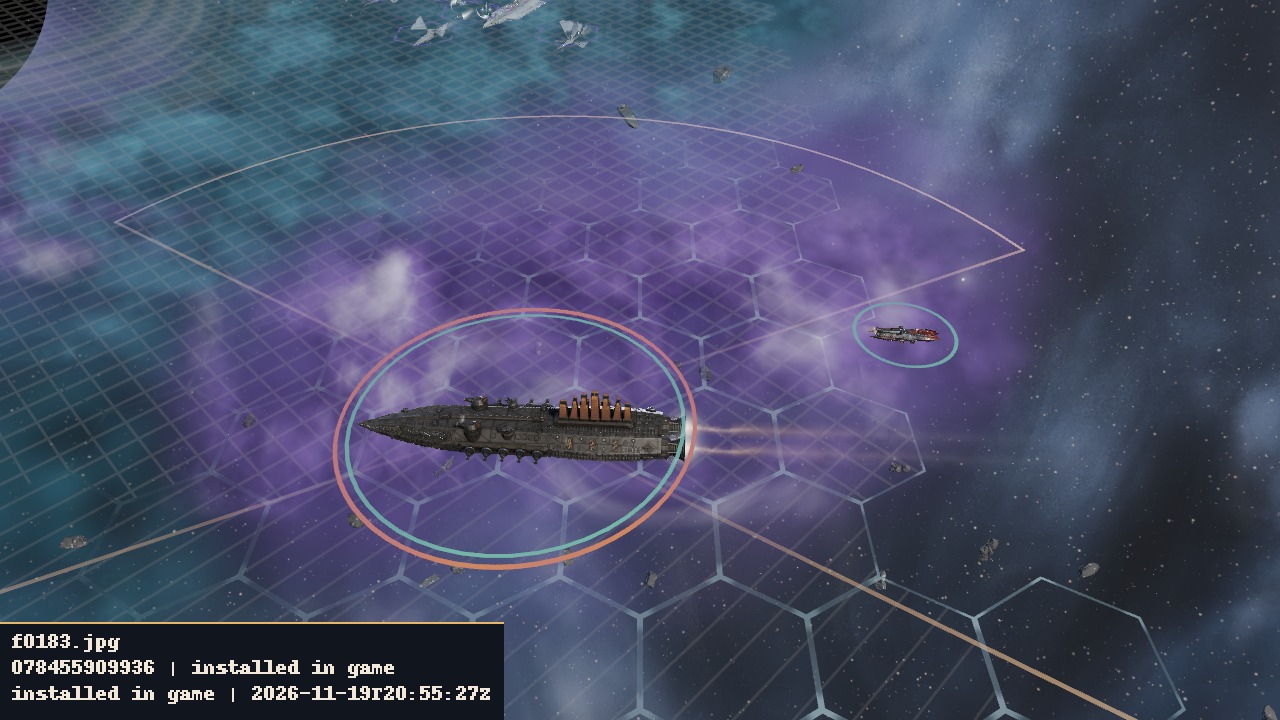 f0183.jpg
078455909936 | installed in game
installed in game | 2026-11-19T20:55:27Z